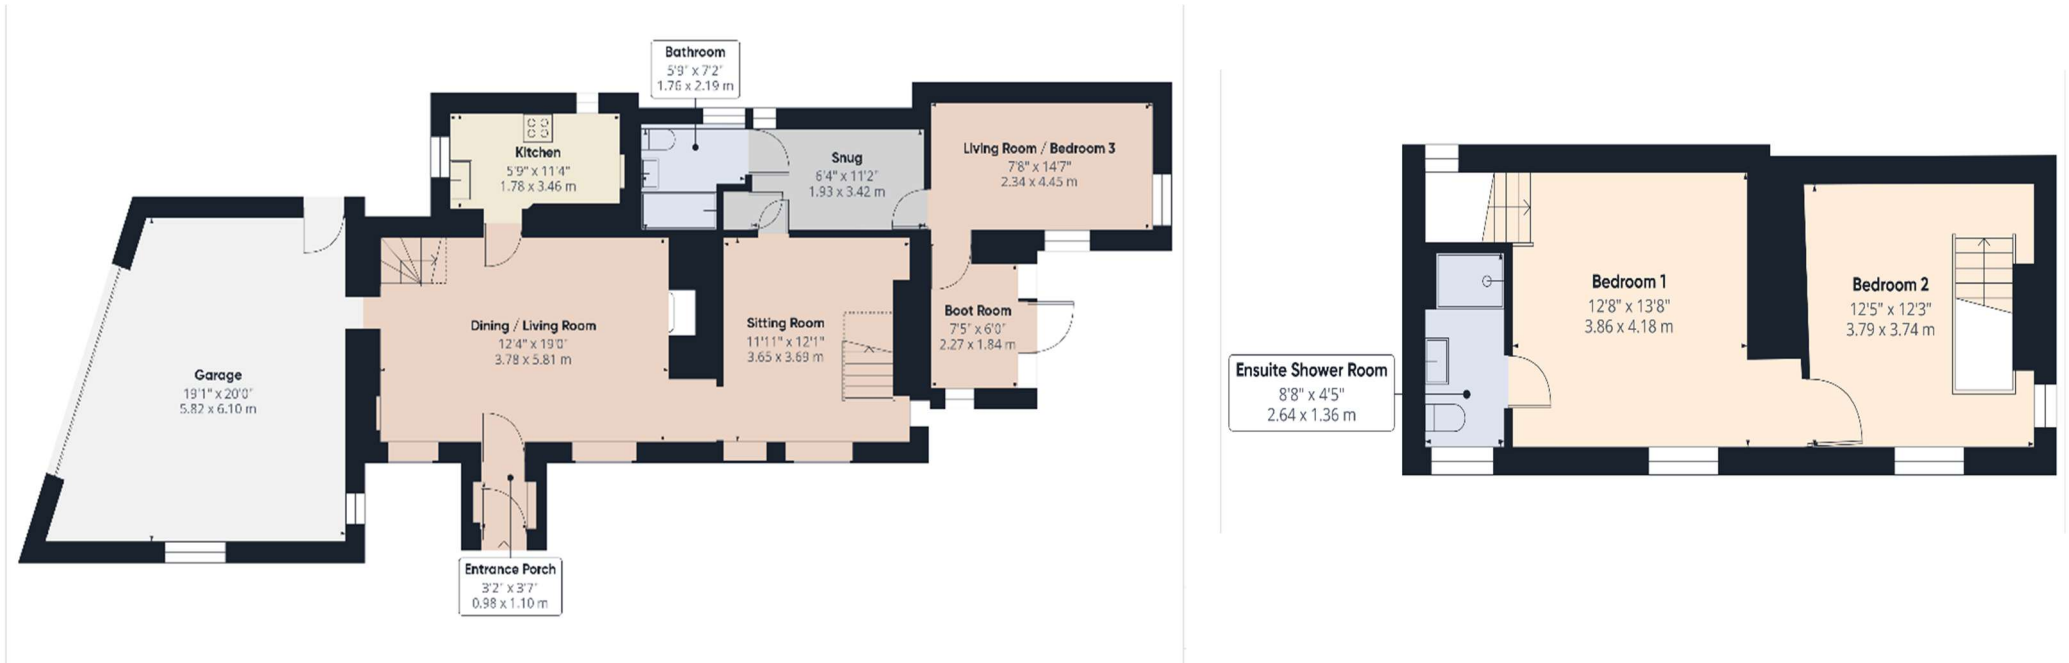 Bathroom
5'9" x 7'2"
1.76 x 2.19 m
Kitchen
5'9" x 11'4"
1.78 x 3.46 m
Snug
6'4" x 11'2"
1.93 x 3.42 m
Living Room / Bedroom 3
7'8" x 14'7"
2.34 x 4.45 m
Dining / Living Room
12'4" x 19'0"
3.78 x 5.81 m
Sitting Room
11'11" x 12'1"
3.65 x 3.69 m
Boot Room
7'5" x 6'0"
2.27 x 1.84 m
Garage
19'1" x 20'0"
5.82 x 6.10 m
Entrance Porch
3'2" x 3'7"
0.98 x 1.10 m
Bedroom 1
12'8" x 13'8"
3.86 x 4.18 m
Bedroom 2
12'5" x 12'3"
3.79 x 3.74 m
Ensuite Shower Room
8'8" x 4'5"
2.64 x 1.36 m